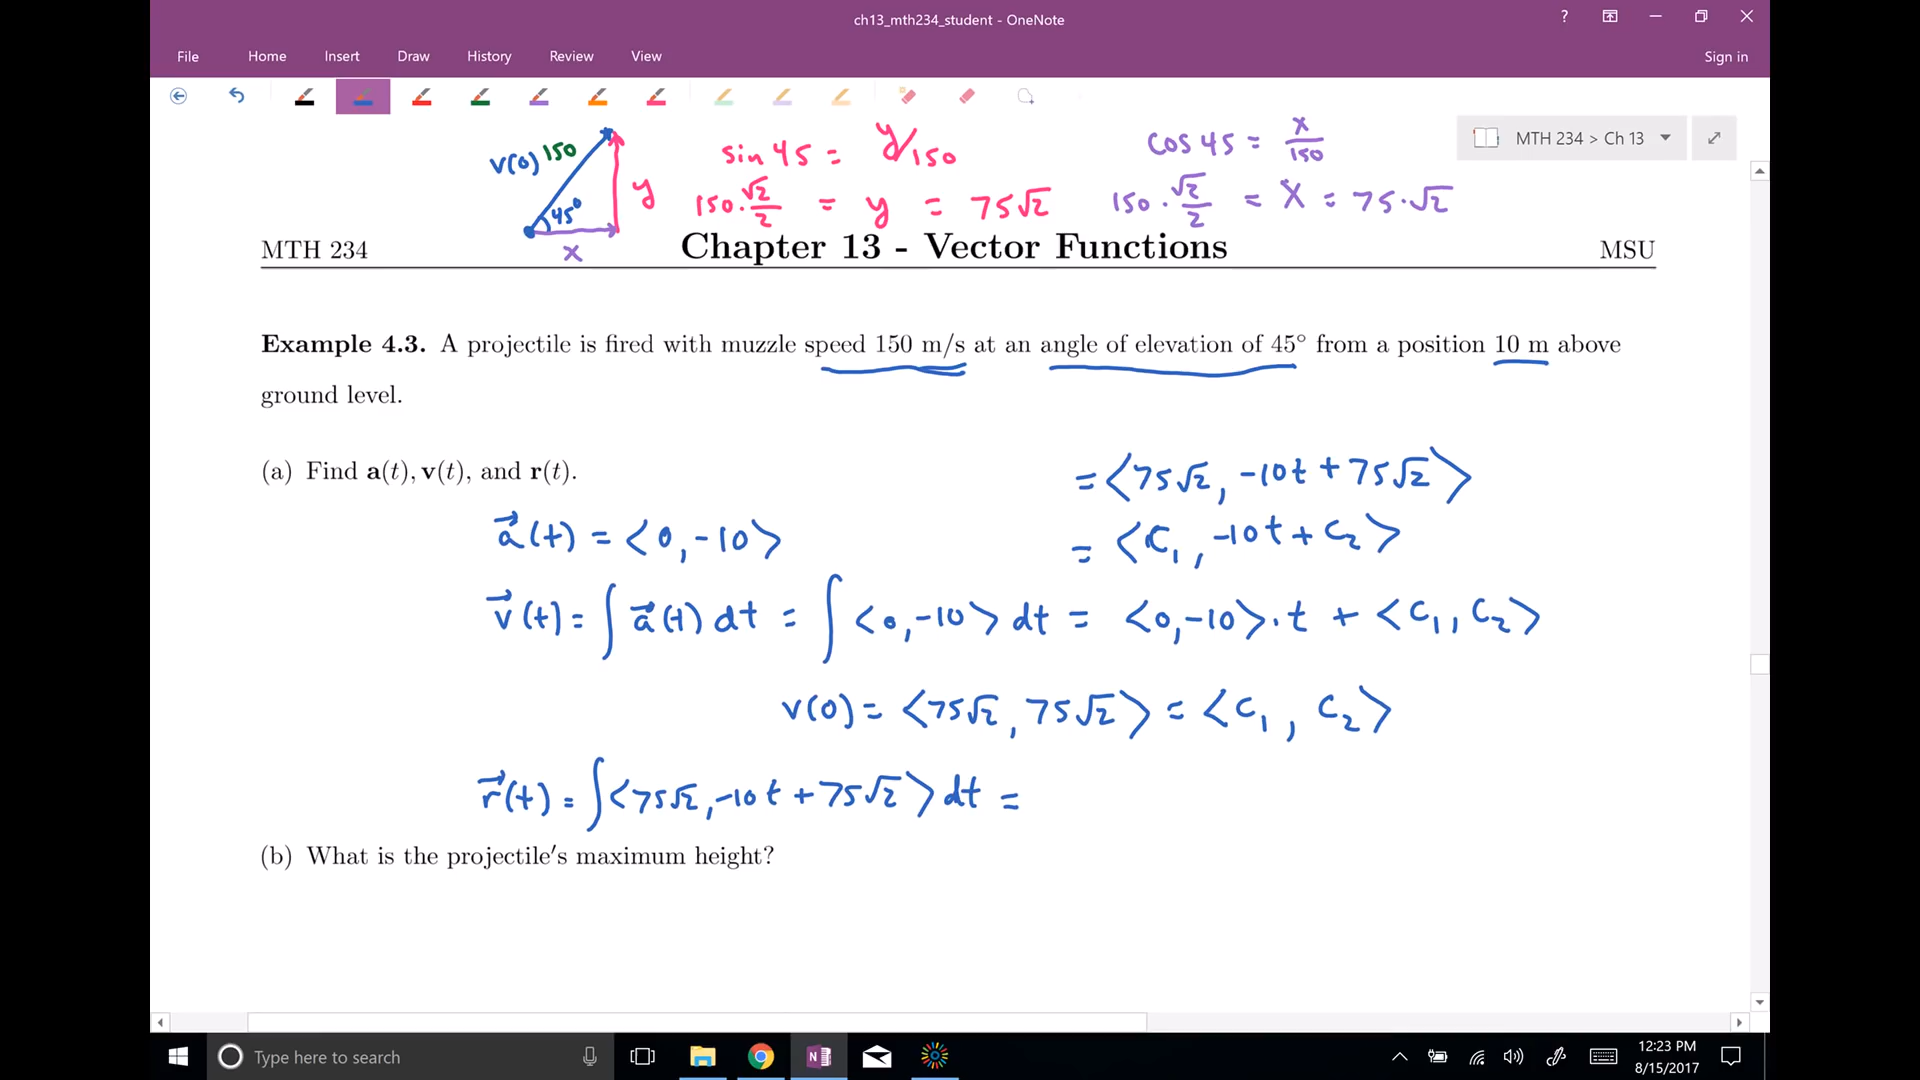 ch13_mth234_student - OneNote
File Home Insert Draw History Review View Sign in
MTH 234 > Ch 13
v(0) 150 45° x y
sin 45 = y/150
150·√2/2 = y = 75√2
cos 45 = x/150
150·√2/2 = x = 75·√2
MTH 234 Chapter 13 - Vector Functions MSU
Example 4.3. A projectile is fired with muzzle speed 150 m/s at an angle of elevation of 45° from a position 10 m above
ground level.
(a) Find a(t), v(t), and r(t).
= <75√2, -10t + 75√2>
a⃗(t) = <0, -10>
= <C₁, -10t + C₂>
v⃗(t) = ∫ a⃗(t) dt = ∫ <0, -10> dt = <0, -10>·t + <C₁, C₂>
v(0) = <75√2, 75√2> = <C₁, C₂>
r⃗(t) = ∫<75√2, -10t + 75√2> dt =
(b) What is the projectile's maximum height?
Type here to search
12:23 PM
8/15/2017